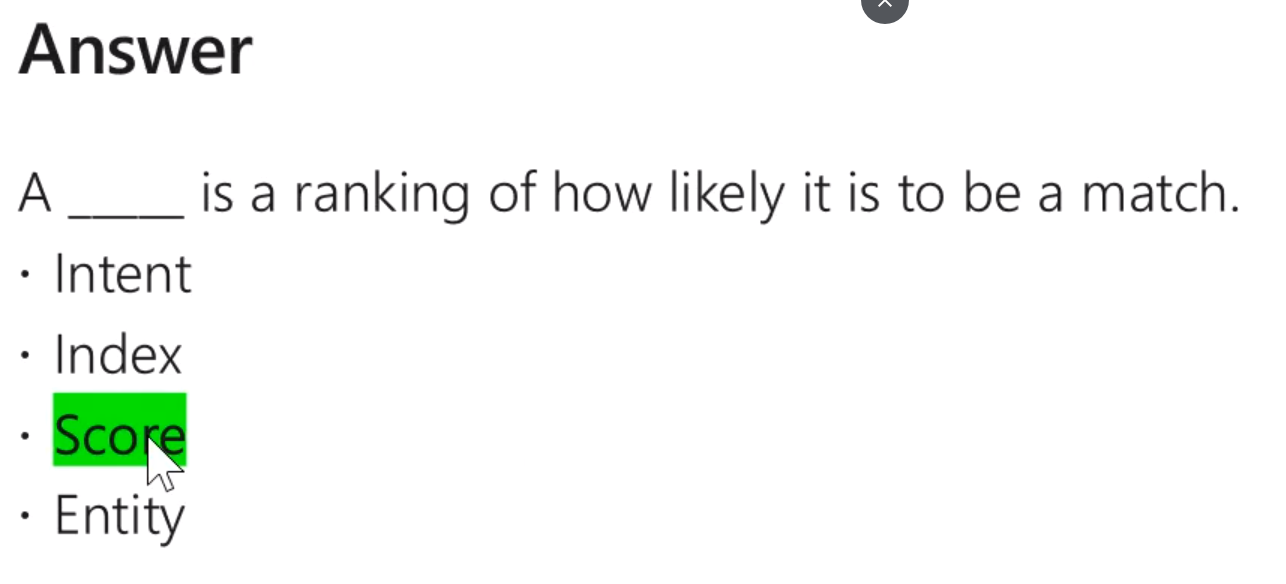 Answer
A _____ is a ranking of how likely it is to be a match.
· Intent
· Index
· Score
· Entity